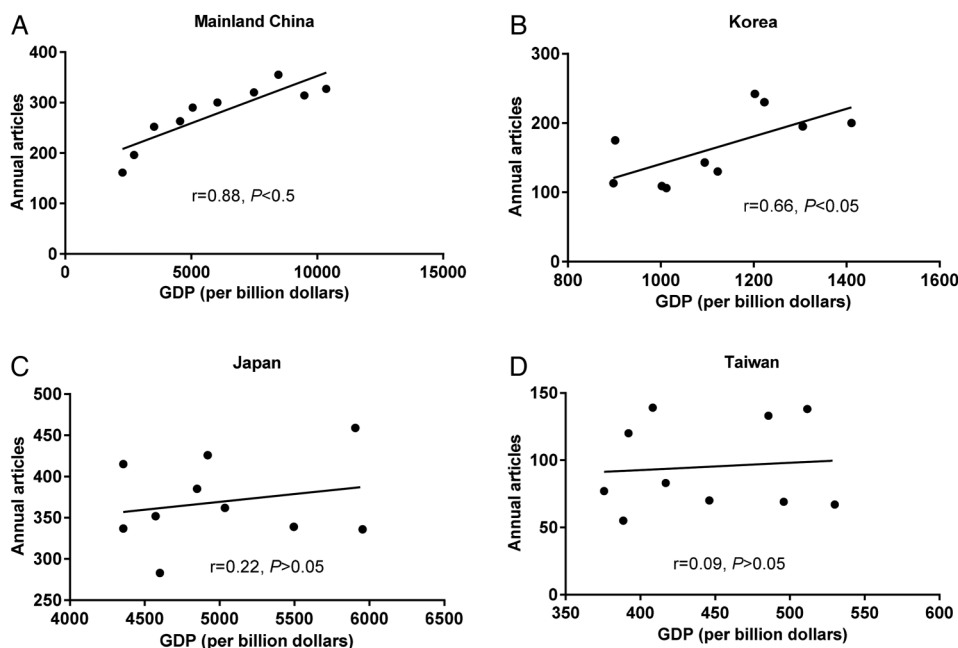 A
Mainland China
Annual articles
400
300
200
100
0
r=0.88, P<0.5
0 5000 10000 15000
GDP (per billion dollars)
B
Korea
Annual articles
300
200
100
0
r=0.66, P<0.05
800 1000 1200 1400 1600
GDP (per billion dollars)
C
Japan
Annual articles
500
450
400
350
300
250
r=0.22, P>0.05
4000 4500 5000 5500 6000 6500
GDP (per billion dollars)
D
Taiwan
Annual articles
150
100
50
0
r=0.09, P>0.05
350 400 450 500 550 600
GDP (per billion dollars)